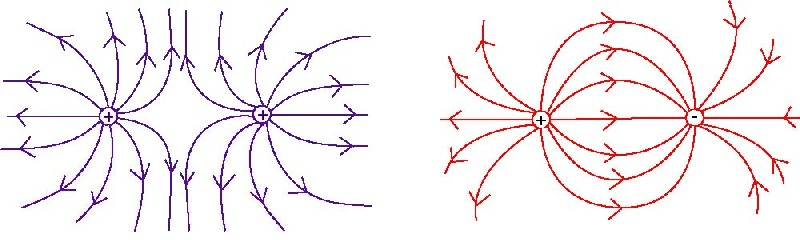 + + + -